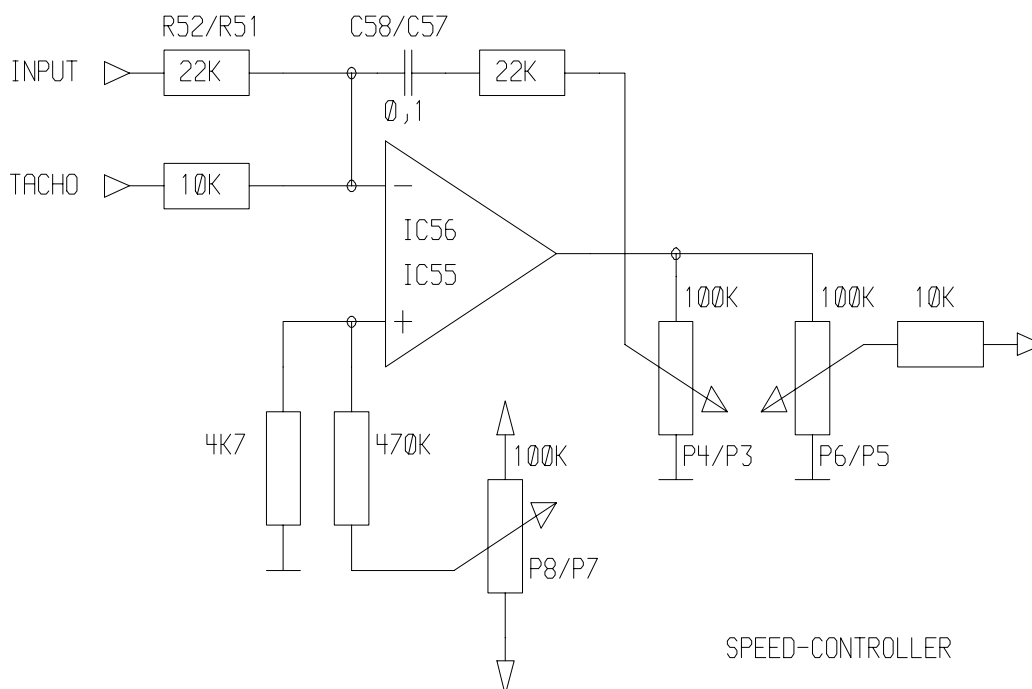 R52/R51 C58/C57
INPUT 22K 22K
0,1
TACHO 10K
IC56
IC55
100K 100K 10K
4K7 470K 100K
P4/P3 P6/P5
P8/P7
SPEED-CONTROLLER